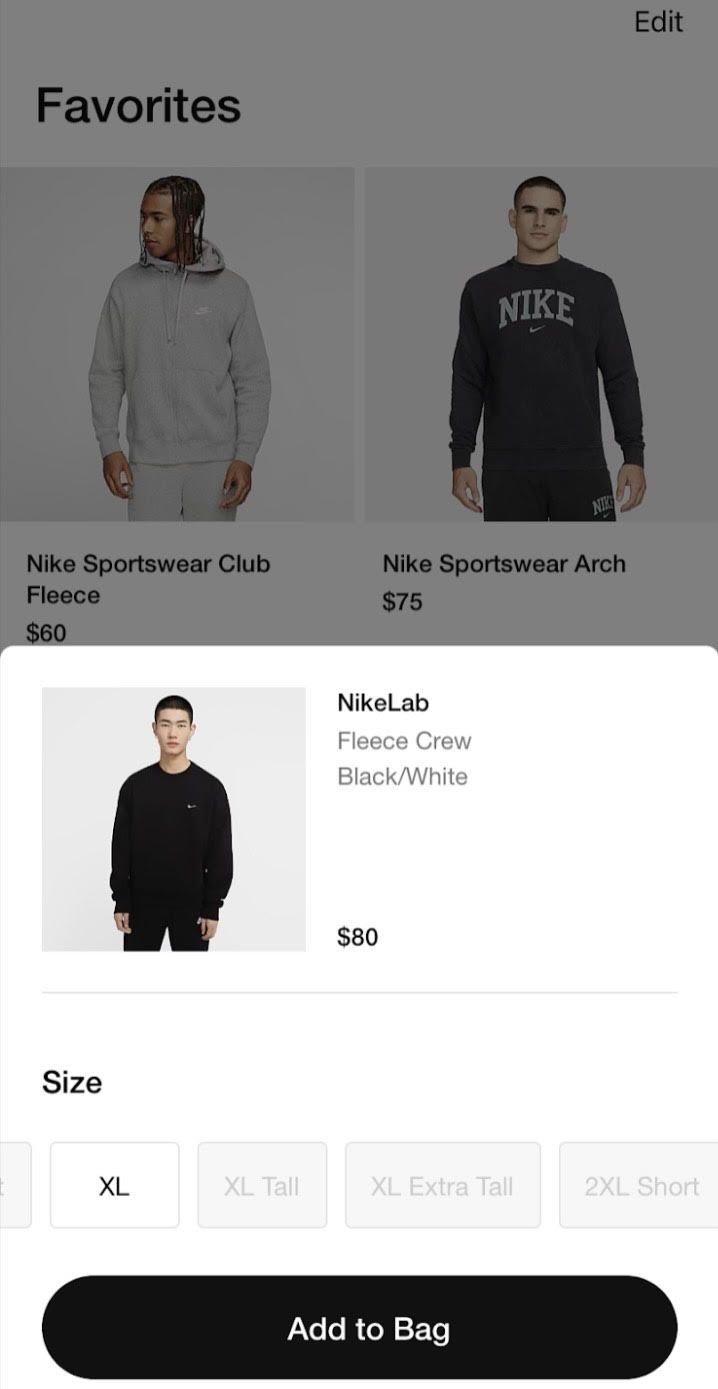 Edit
Favorites
NIKE
NIKE
Nike Sportswear Club
Fleece
$60
Nike Sportswear Arch
$75
NikeLab
Fleece Crew
Black/White
$80
Size
XL
XL Tall
XL Extra Tall
2XL Short
Add to Bag